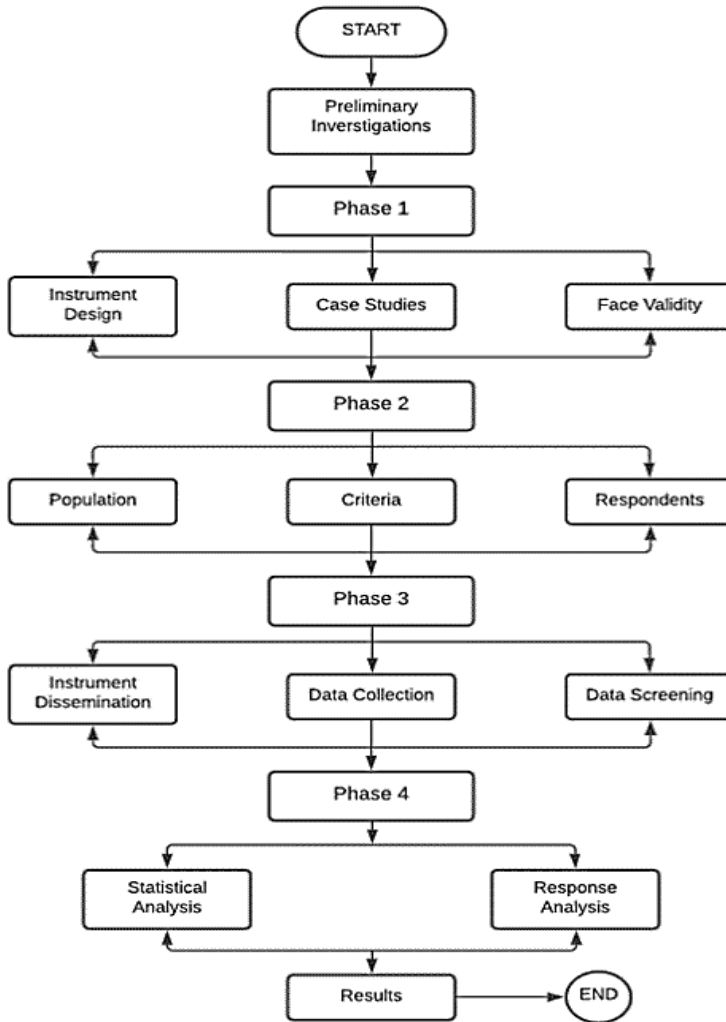 START
Preliminary
Inverstigations
Phase 1
Instrument
Design
Case Studies
Face Validity
Phase 2
Population
Criteria
Respondents
Phase 3
Instrument
Dissemination
Data Collection
Data Screening
Phase 4
Statistical
Analysis
Response
Analysis
Results
END